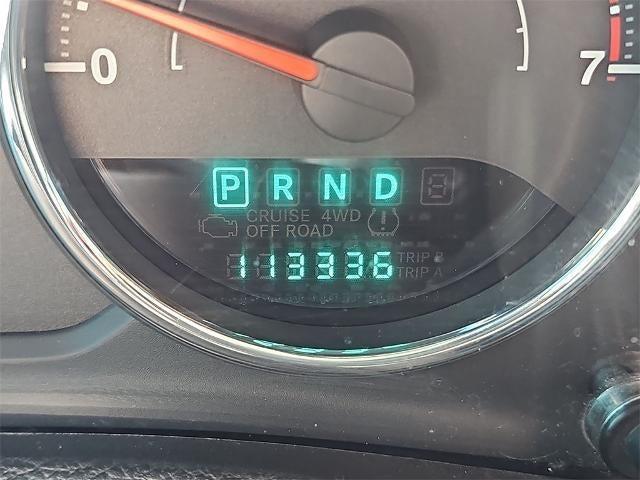 0 7
P R N D
CRUISE 4WD
OFF ROAD
TRIP B
113336 TRIP A